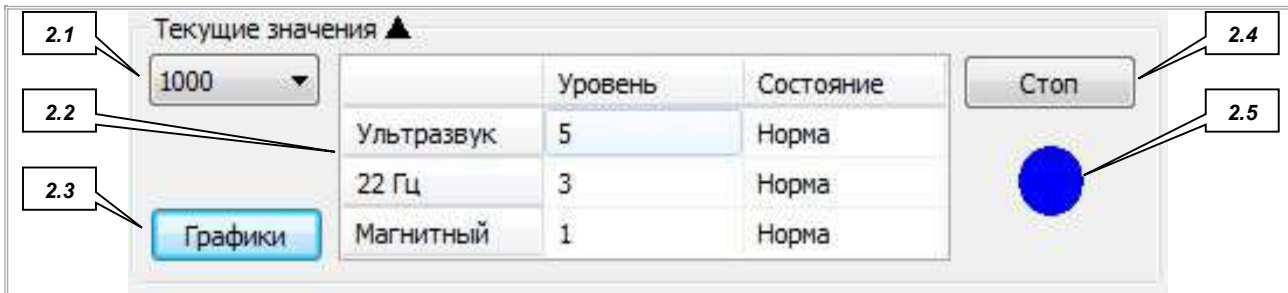 2.1
Текущие значения ▲
2.4
1000
Уровень Состояние
Стоп
2.2
Ультразвук 5 Норма
2.5
22 Гц 3 Норма
2.3
Графики
Магнитный 1 Норма